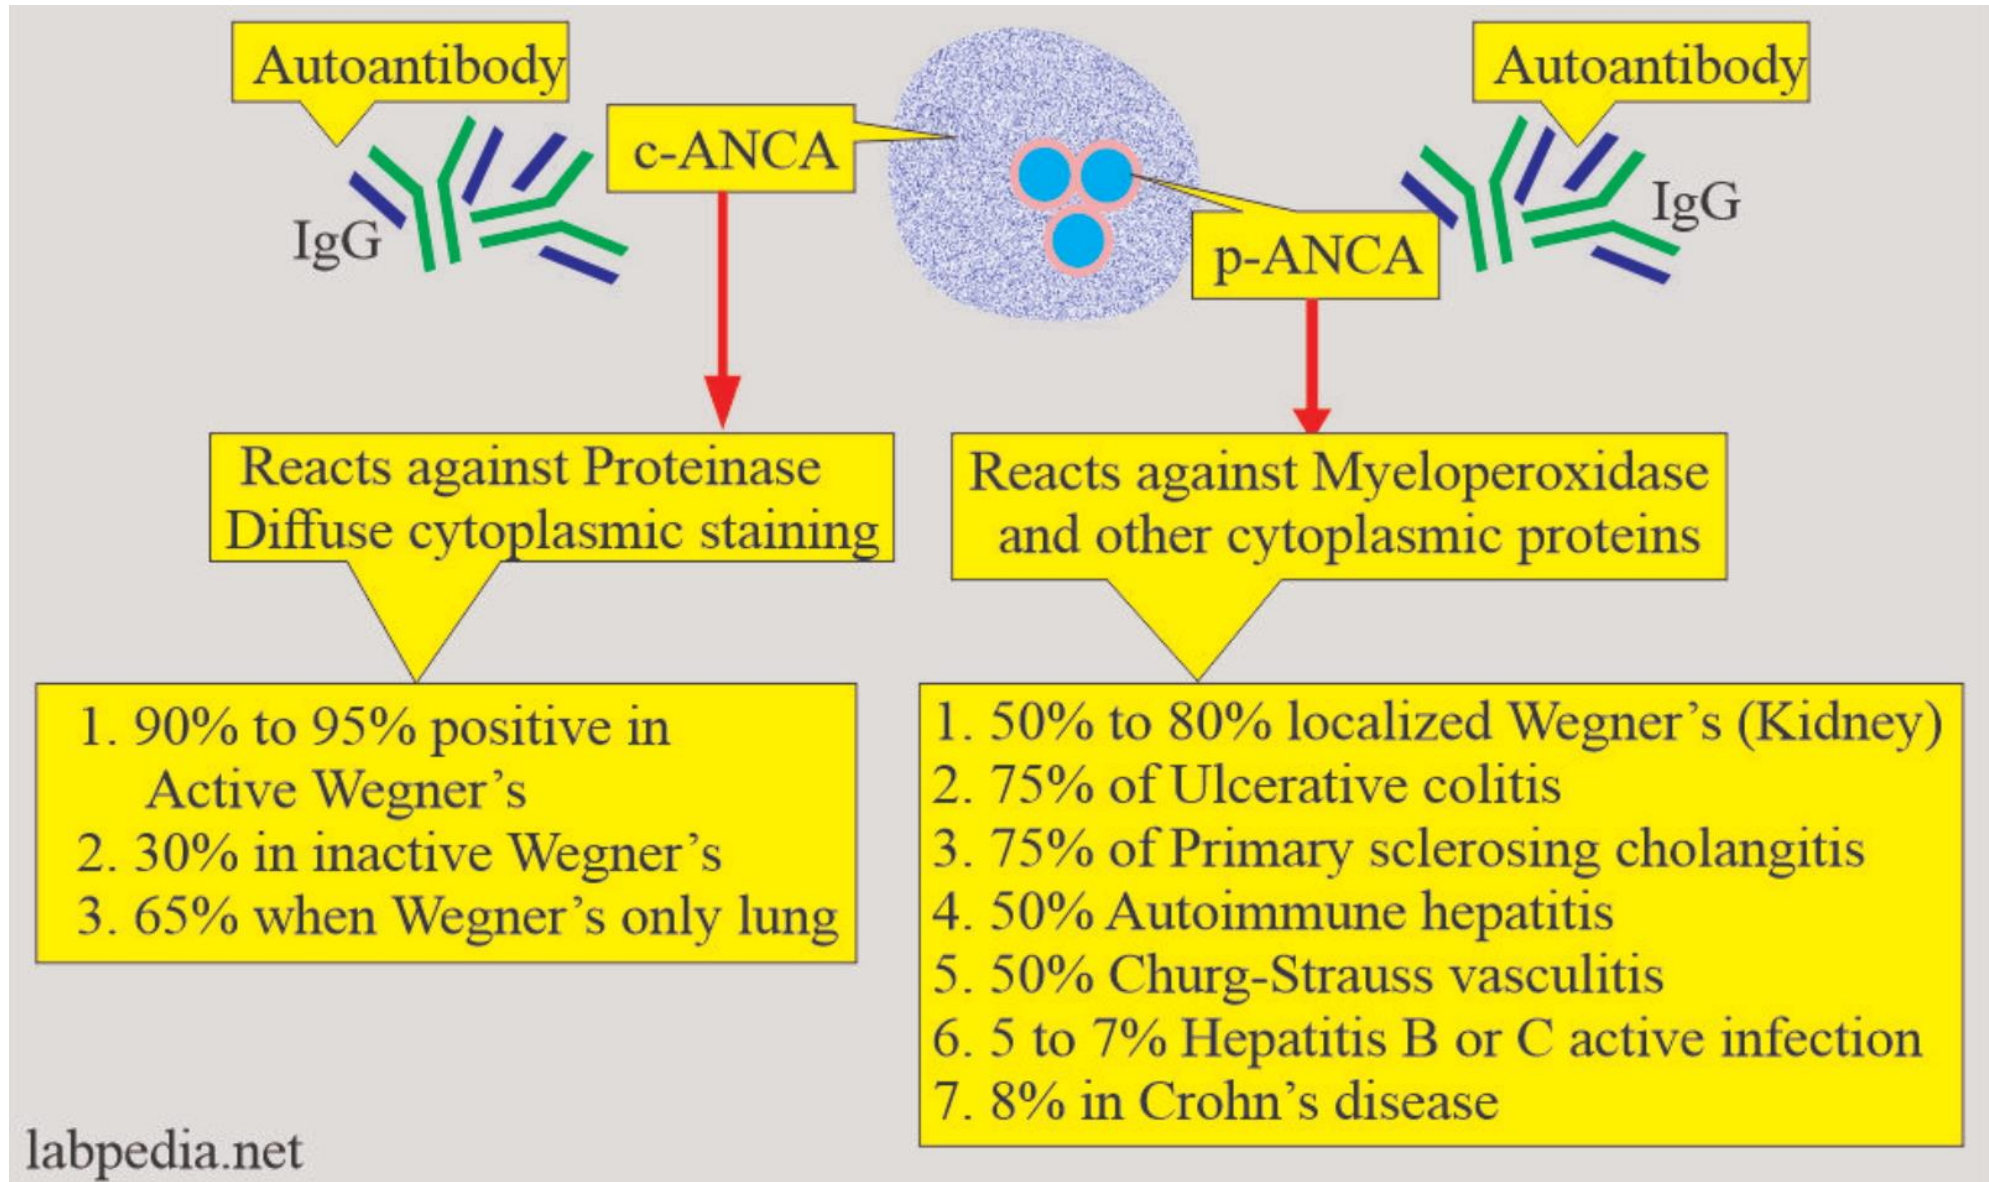 Autoantibody
IgG
c-ANCA
p-ANCA
Autoantibody
IgG
Reacts against Proteinase
Diffuse cytoplasmic staining
Reacts against Myeloperoxidase
and other cytoplasmic proteins
1. 90% to 95% positive in
Active Wegner's
2. 30% in inactive Wegner's
3. 65% when Wegner's only lung
1. 50% to 80% localized Wegner's (Kidney)
2. 75% of Ulcerative colitis
3. 75% of Primary sclerosing cholangitis
4. 50% Autoimmune hepatitis
5. 50% Churg-Strauss vasculitis
6. 5 to 7% Hepatitis B or C active infection
7. 8% in Crohn's disease
labpedia.net